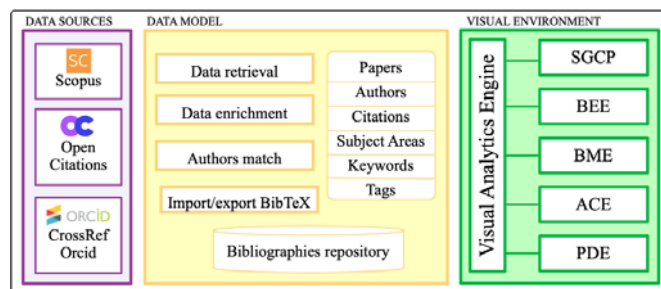 DATA SOURCES
SC
Scopus
Open
Citations
ORCID
CrossRef
Orcid
DATA MODEL
Data retrieval
Data enrichment
Authors match
Import/export BibTeX
Papers
Authors
Citations
Subject Areas
Keywords
Tags
Bibliographies repository
VISUAL ENVIRONMENT
Visual Analytics Engine
SGCP
BEE
BME
ACE
PDE